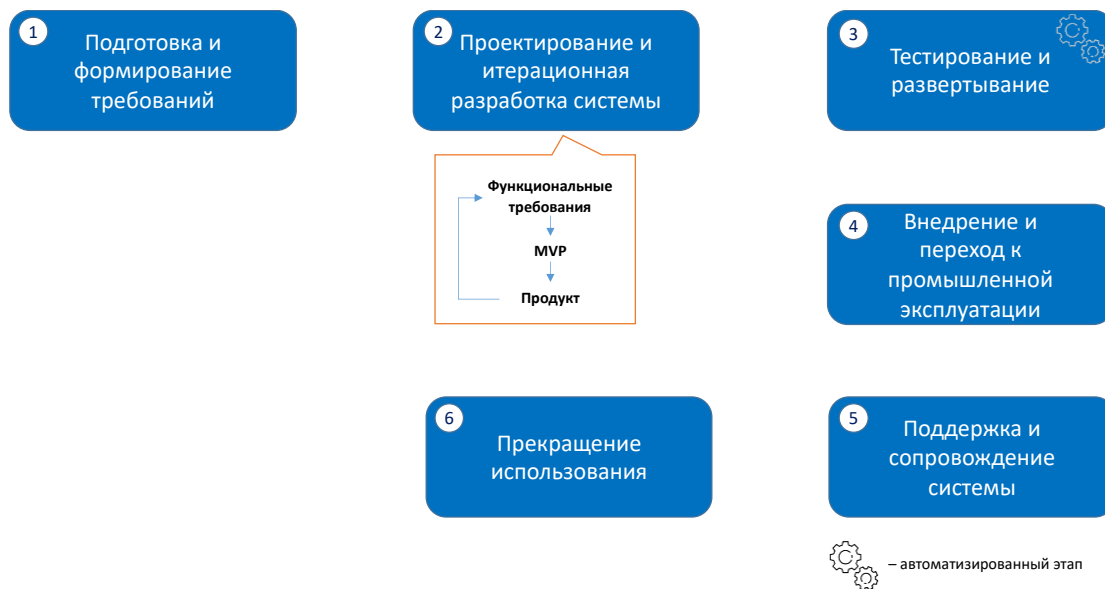 1
Подготовка и
формирование
требований
2
Проектирование и
итерационная
разработка системы
Функциональные
требования
MVP
Продукт
3
Тестирование и
развертывание
4
Внедрение и
переход к
промышленной
эксплуатации
6
Прекращение
использования
5
Поддержка и
сопровождение
системы
– автоматизированный этап